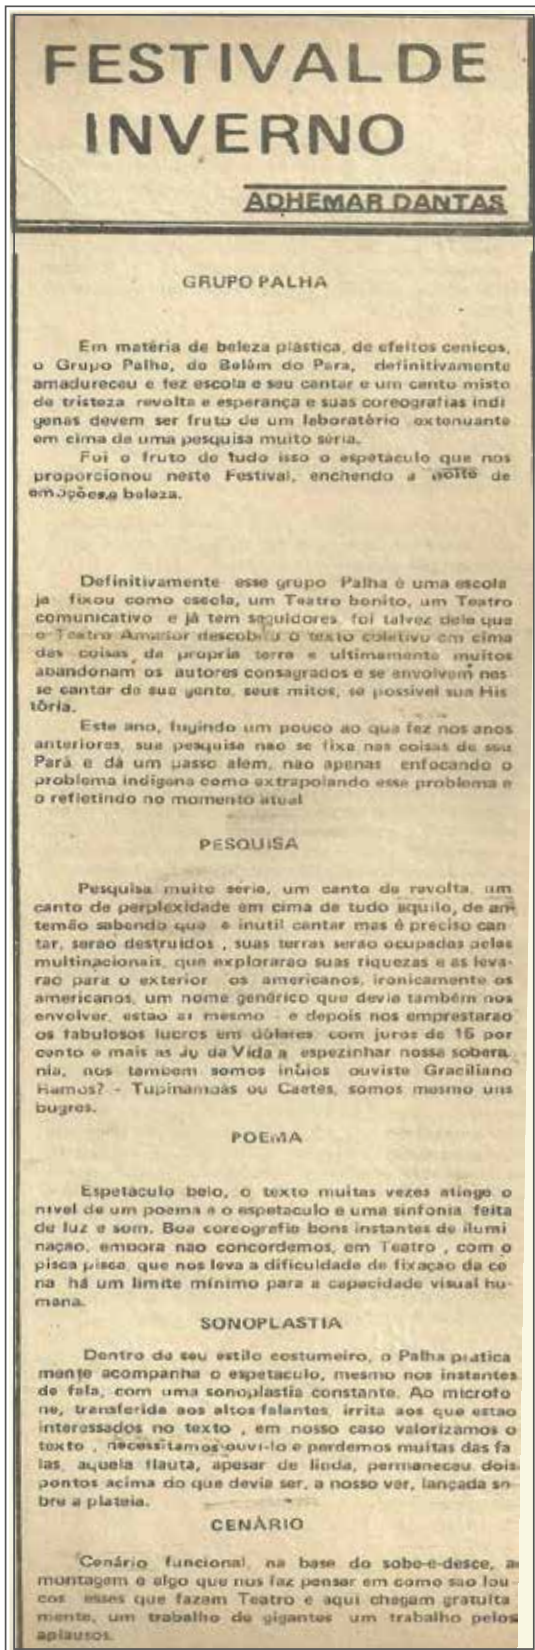 FESTIVAL DE
INVERNO
ADHEMAR DANTAS
GRUPO PALHA
Em matéria de beleza plástica, de efeitos cenicos,
o Grupo Palha, de Belém do Para, definitivamente
amadureceu e fez escola e seu cantar e um canto misto
de tristeza revolta e esperança e suas coreografias indi
genas devem ser fruto de um laboratório extenuante
em cima de uma pesquisa muito séria.
Foi o fruto de tudo isso o espetaculo que nos
proporcionou neste Festival, enchendo a noite de
emoções e beleza.
Definitivamente esse grupo Palha é uma escola
ja fixou como escola, um Teatro bonito, um Teatro
comunicativo e já tem seguidores, foi talvez dele que
o Teatro Amador descobriu o texto coletivo em cima
das coisas da propria terra e ultimamente muitos
abandonam os autores consagrados e se envolvem nes
se cantar de sua gente, seus mitos, se possivel sua His
tória.
Este ano, fugindo um pouco ao que fez nos anos
anteriores, sua pesquisa nao se fixa nas coisas de seu
Pará e dá um passo alem, nao apenas enfocando o
problema indigena como extrapolando esse problema e
o refletindo no momento atual
PESQUISA
Pesquisa muito serie, um canto de revolta, um
canto de perplexidade em cima de tudo aquilo, de an
temão sabendo que e inutil cantar mas é preciso can
tar, serao destruidos , suas terras serao ocupadas pelas
multinacionais, que explorarao suas riquezas e as leva-
rao para o exterior os americanos, ironicamente os
americanos, um nome genérico que devia também nos
envolver, estao ai mesmo - e depois nos emprestarao
os fabulosos lucros em dólares, com juros de 16 por
cento e mais as Ju da Vida a espezinhar nossa sobera
nia, nos tambem somos indios ouviste Graciliano
Ramos? - Tupinambas ou Caetes, somos mesmo uns
bugres.
POEMA
Espetaculo belo, o texto muitas vezes atinge o
nivel de um poema e o espetaculo e uma sinfonia feita
de luz e som. Boa coreografia bons instantes de ilumi
nação, embora nao concordemos, em Teatro , com o
pisca pisca, que nos leva a dificuldade de fixação da ce
na há um limite mínimo para a capacidade visual hu-
mana.
SONOPLASTIA
Dentro de seu estilo costumeiro, o Palha pratica
mente acompanha o espetaculo, mesmo nos instantes
de fala, com uma sonoplastia constante. Ao microfo
ne, transferida aos altos falantes, irrita aos que estao
interessados no texto , em nosso caso valorizamos o
texto , necessitamos ouvi-lo e perdemos muitas das fa
las, aquela flauta, apesar de linda, permaneceu dois
pontos acima do que devia ser, a nosso ver, lançada so
bre a plateia.
CENÁRIO
Cenário funcional, na base do sobe-e-desce, a
montagem e algo que nos faz pensar em como sao lou
cos esses que fazem Teatro e aqui chegam gratuita
mente, um trabalho de gigantes um trabalho pelos
aplausos.